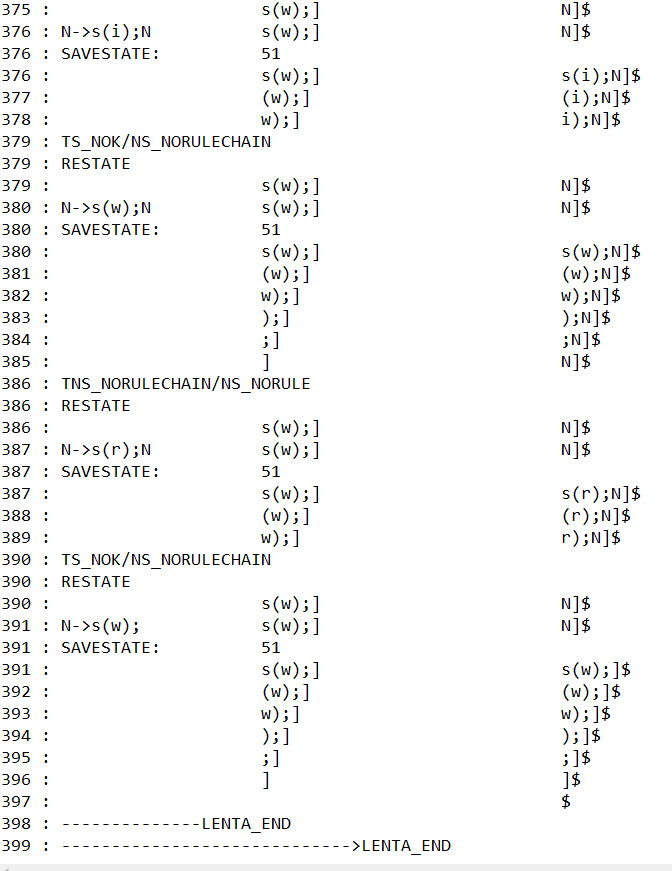 375 : s(w);] N]$
376 : N->s(i);N s(w);] N]$
376 : SAVESTATE: 51
376 : s(w);] s(i);N]$
377 : (w);] (i);N]$
378 : w);] i);N]$
379 : TS_NOK/NS_NORULECHAIN
379 : RESTATE
379 : s(w);] N]$
380 : N->s(w);N s(w);] N]$
380 : SAVESTATE: 51
380 : s(w);] s(w);N]$
381 : (w);] (w);N]$
382 : w);] w);N]$
383 : );] );N]$
384 : ;] ;N]$
385 : ] N]$
386 : TNS_NORULECHAIN/NS_NORULE
386 : RESTATE
386 : s(w);] N]$
387 : N->s(r);N s(w);] N]$
387 : SAVESTATE: 51
387 : s(w);] s(r);N]$
388 : (w);] (r);N]$
389 : w);] r);N]$
390 : TS_NOK/NS_NORULECHAIN
390 : RESTATE
390 : s(w);] N]$
391 : N->s(w); s(w);] N]$
391 : SAVESTATE: 51
391 : s(w);] s(w);]$
392 : (w);] (w);]$
393 : w);] w);]$
394 : );] );]$
395 : ;] ;]$
396 : ] ]$
397 : $
398 : --------------LENTA_END
399 : ----------------------------->LENTA_END